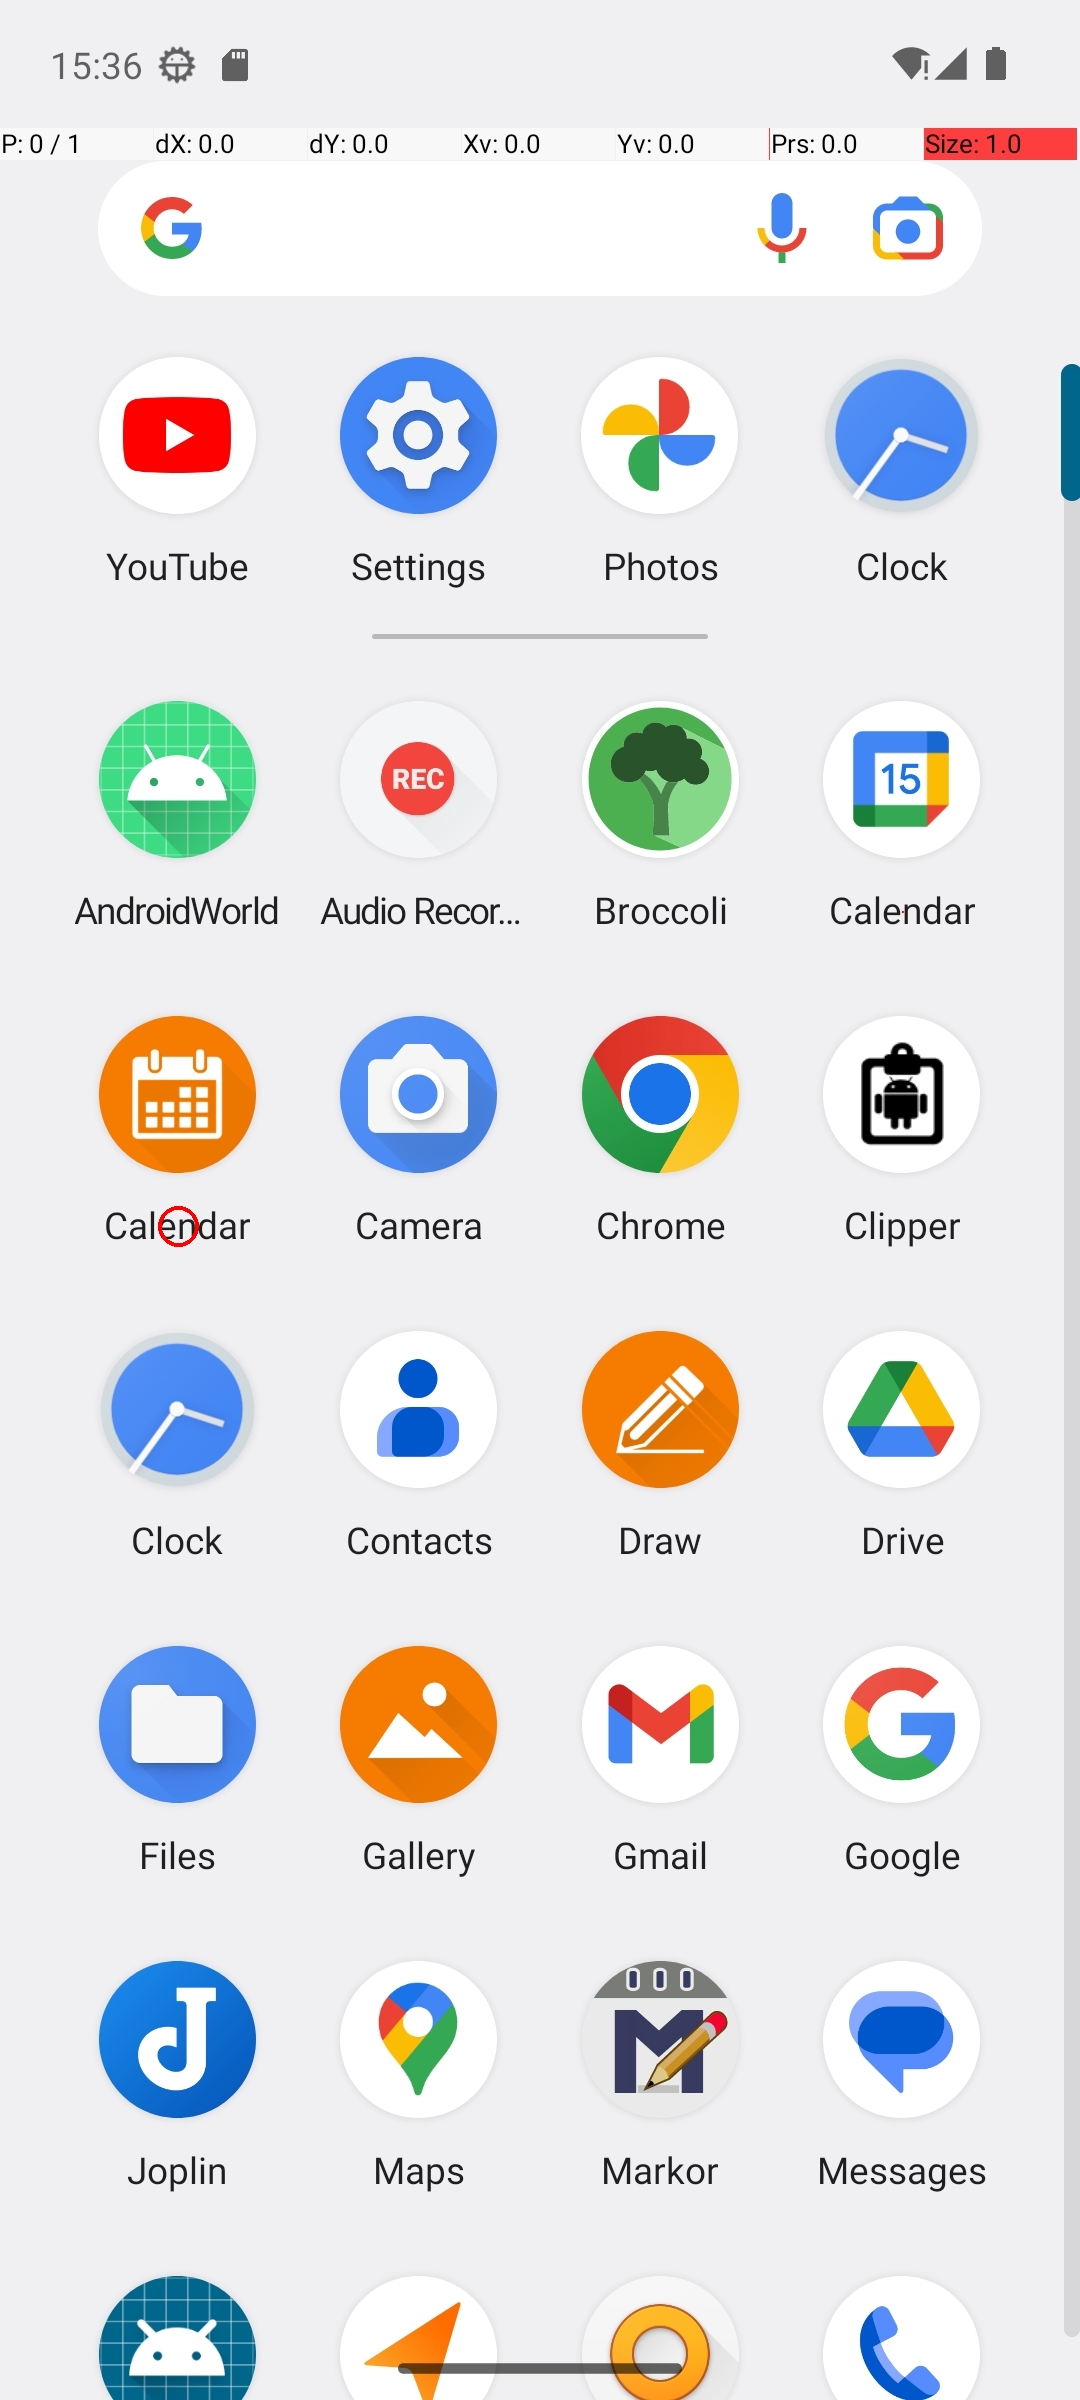 15:36
P: 0 / 1 dX: 0.0 dY: 0.0 Xv: 0.0 Yv: 0.0 Prs: 0.0 Size: 1.0
YouTube Settings Photos Clock
REC 15
AndroidWorld Audio Recor... Broccoli Calendar
Calendar Camera Chrome Clipper
Clock Contacts Draw Drive
Files Gallery Gmail Google
Joplin Maps Markor Messages